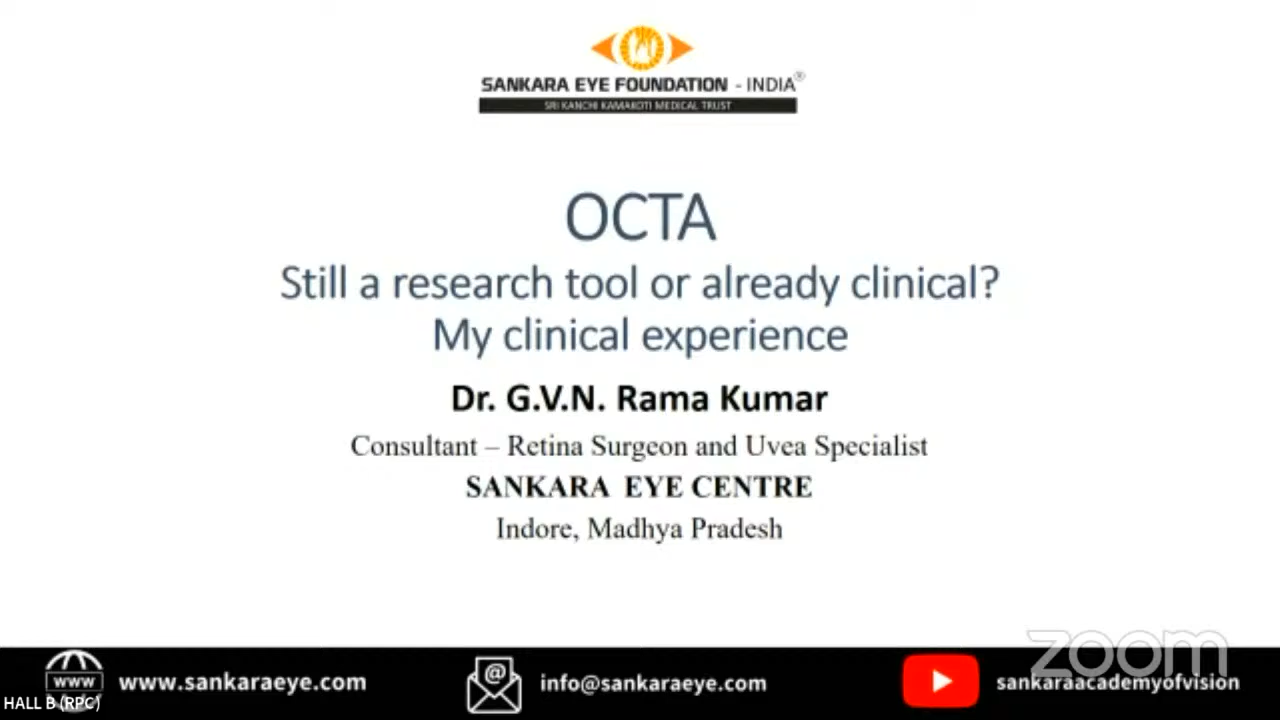 SANKARA EYE FOUNDATION - INDIA®
SRI KANCHI KAMAKOTI MEDICAL TRUST
OCTA
Still a research tool or already clinical?
My clinical experience
Dr. G.V.N. Rama Kumar
Consultant – Retina Surgeon and Uvea Specialist
SANKARA EYE CENTRE
Indore, Madhya Pradesh
zoom
www
www.sankaraeye.com
@
info@sankaraeye.com
sankaraacademyofvision
HALL B (RPC)